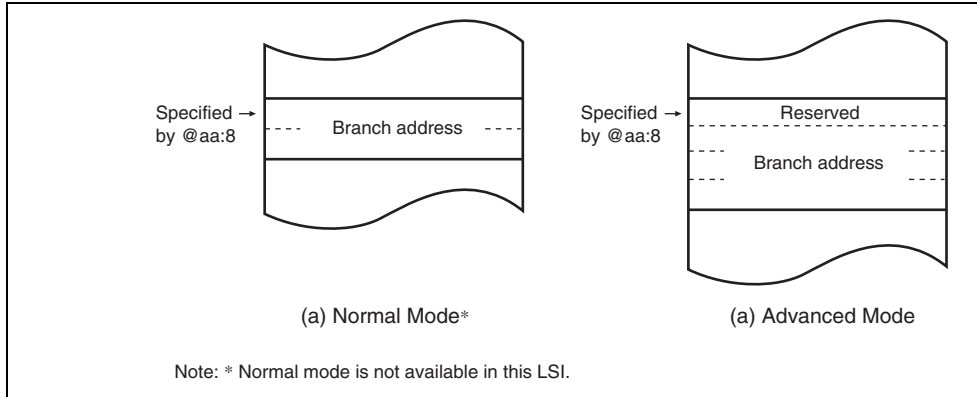 Specified →
by @aa:8
Branch address
Specified →
by @aa:8
Reserved
Branch address
(a) Normal Mode*
(a) Advanced Mode
Note: * Normal mode is not available in this LSI.